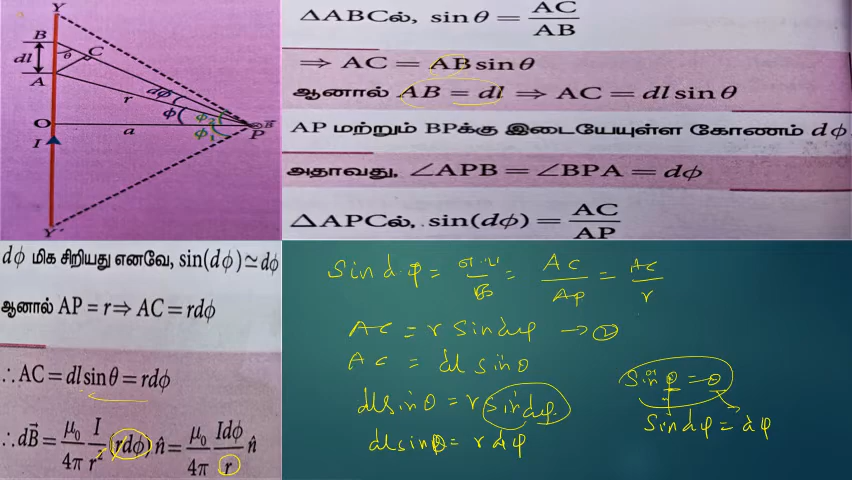 Y
B
dl
θ
C
A
r
dφ
φ
O
a
φ₂
φ₁
B⃗
P
I
Y'
ΔABCல், sin θ = AC/AB
⇒ AC = AB sin θ
ஆனால் AB = dl ⇒ AC = dl sin θ
AP மற்றும் BPக்கு இடையேயுள்ள கோணம் dφ.
அதாவது, ∠APB = ∠BPA = dφ
ΔAPCல், sin(dφ) = AC/AP
dφ மிக சிறியது எனவே, sin(dφ) ≃ dφ
ஆனால் AP = r ⇒ AC = rdφ
∴ AC = dl sin θ = rdφ
∴ dB⃗ = μ₀/4π I/r² (rdφ) n̂ = μ₀/4π Idφ/r n̂
Sin dφ = எ.ப/க = AC/AP = AC/r
AC = r Sin dφ → ②
AC = dl sin θ
dl sin θ = r sin dφ
dl sin θ = r dφ
Sin θ = θ
Sin dφ = dφ